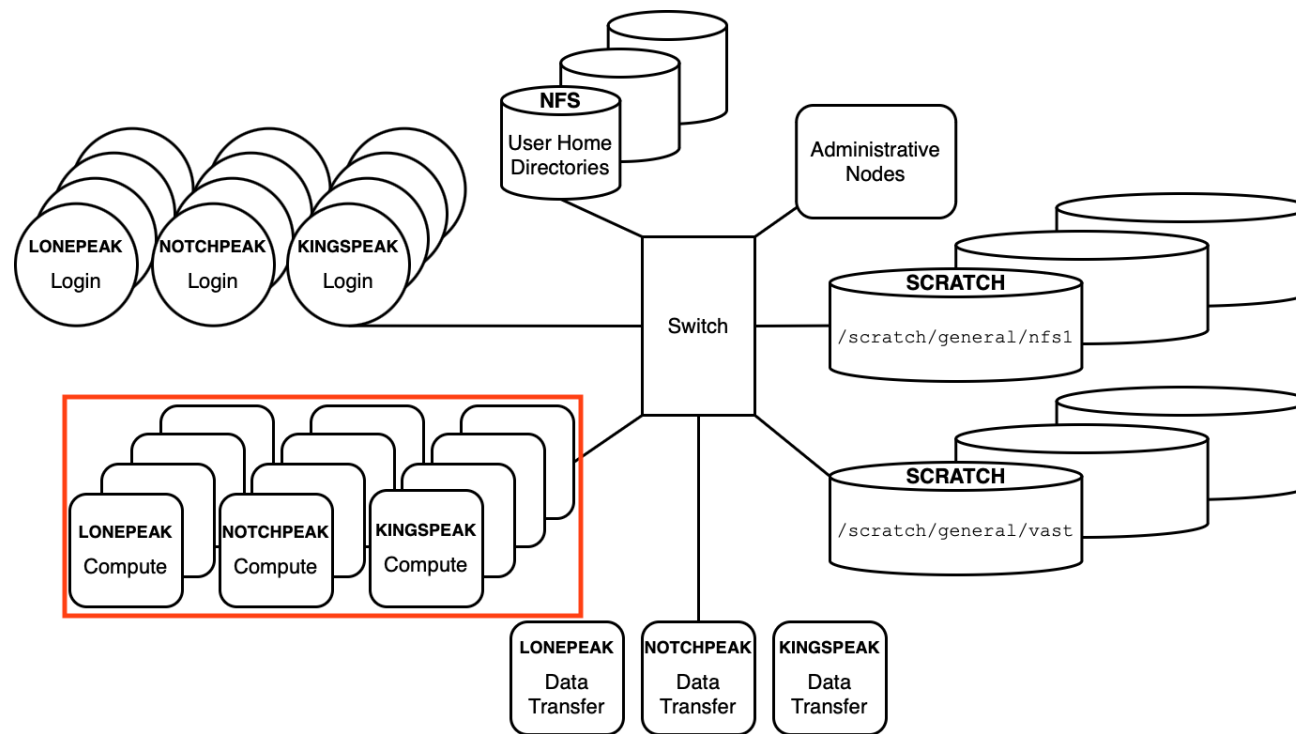 NFS
User Home
Directories
Administrative
Nodes
LONEPEAK
Login
NOTCHPEAK
Login
KINGSPEAK
Login
Switch
SCRATCH
/scratch/general/nfs1
SCRATCH
/scratch/general/vast
LONEPEAK
Compute
NOTCHPEAK
Compute
KINGSPEAK
Compute
LONEPEAK
Data
Transfer
NOTCHPEAK
Data
Transfer
KINGSPEAK
Data
Transfer